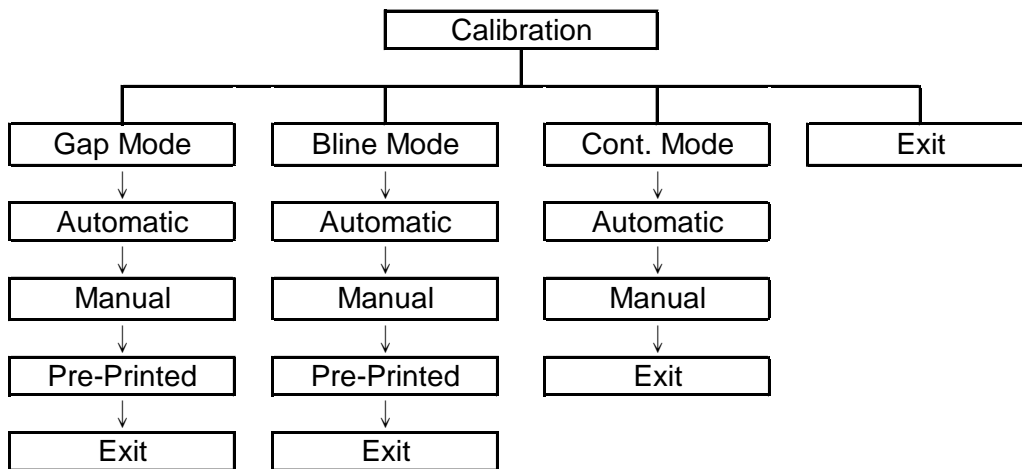 Calibration
Gap Mode
Bline Mode
Cont. Mode
Exit
Automatic
Automatic
Automatic
Manual
Manual
Manual
Pre-Printed
Pre-Printed
Exit
Exit
Exit